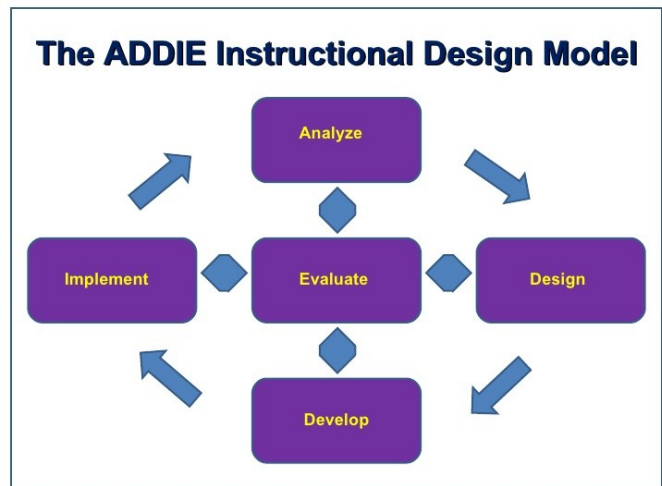 The ADDIE Instructional Design Model
Analyze
Implement
Evaluate
Design
Develop